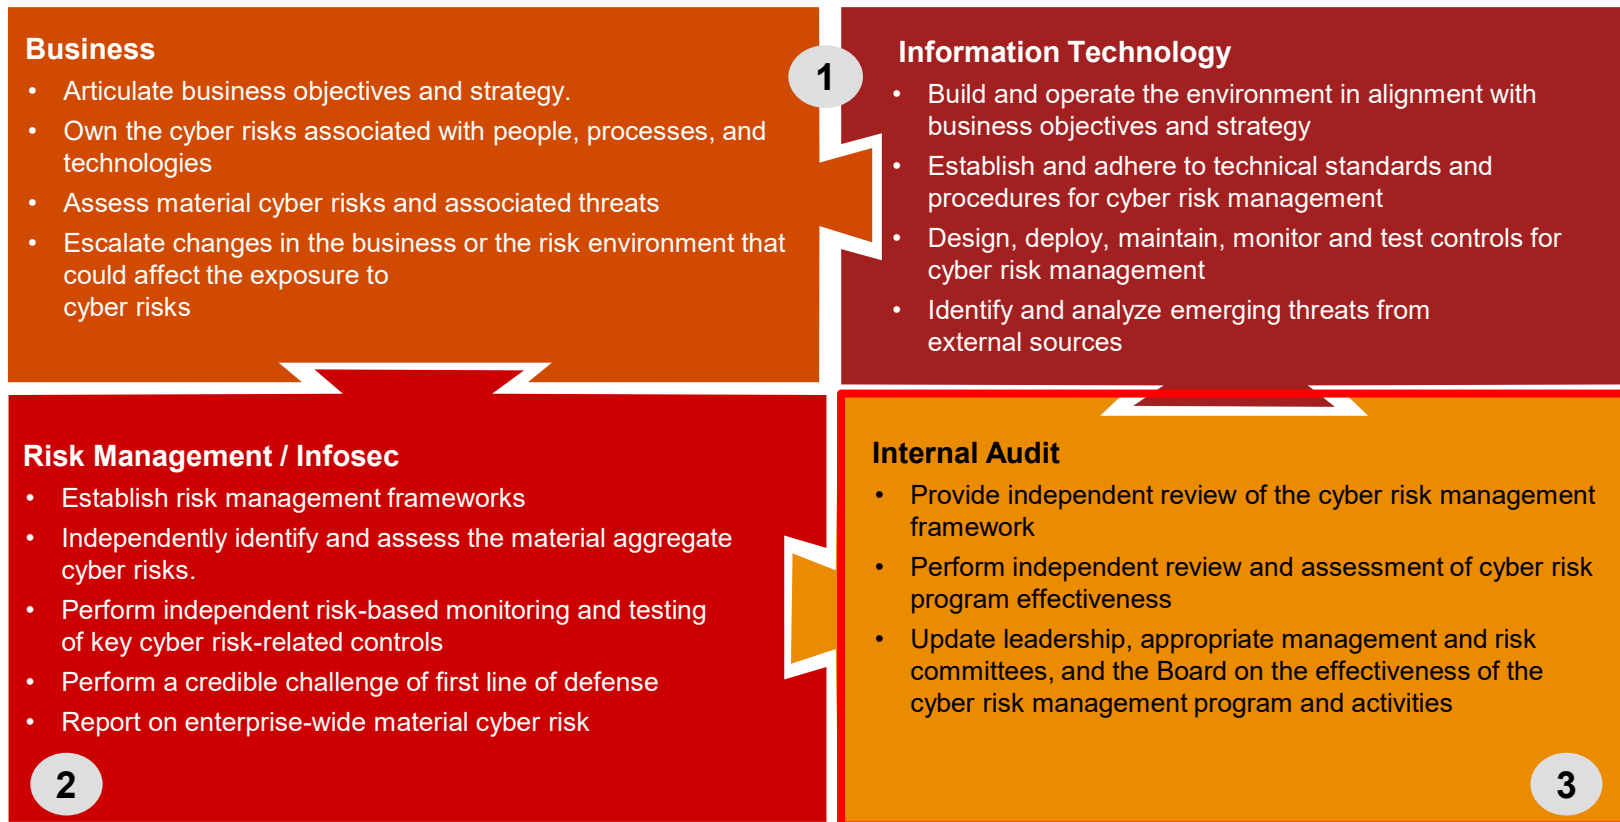 Business
• Articulate business objectives and strategy.
• Own the cyber risks associated with people, processes, and
technologies
• Assess material cyber risks and associated threats
• Escalate changes in the business or the risk environment that
could affect the exposure to
cyber risks
1
Information Technology
• Build and operate the environment in alignment with
business objectives and strategy
• Establish and adhere to technical standards and
procedures for cyber risk management
• Design, deploy, maintain, monitor and test controls for
cyber risk management
• Identify and analyze emerging threats from
external sources
Risk Management / Infosec
• Establish risk management frameworks
• Independently identify and assess the material aggregate
cyber risks.
• Perform independent risk-based monitoring and testing
of key cyber risk-related controls
• Perform a credible challenge of first line of defense
• Report on enterprise-wide material cyber risk
2
Internal Audit
• Provide independent review of the cyber risk management
framework
• Perform independent review and assessment of cyber risk
program effectiveness
• Update leadership, appropriate management and risk
committees, and the Board on the effectiveness of the
cyber risk management program and activities
3